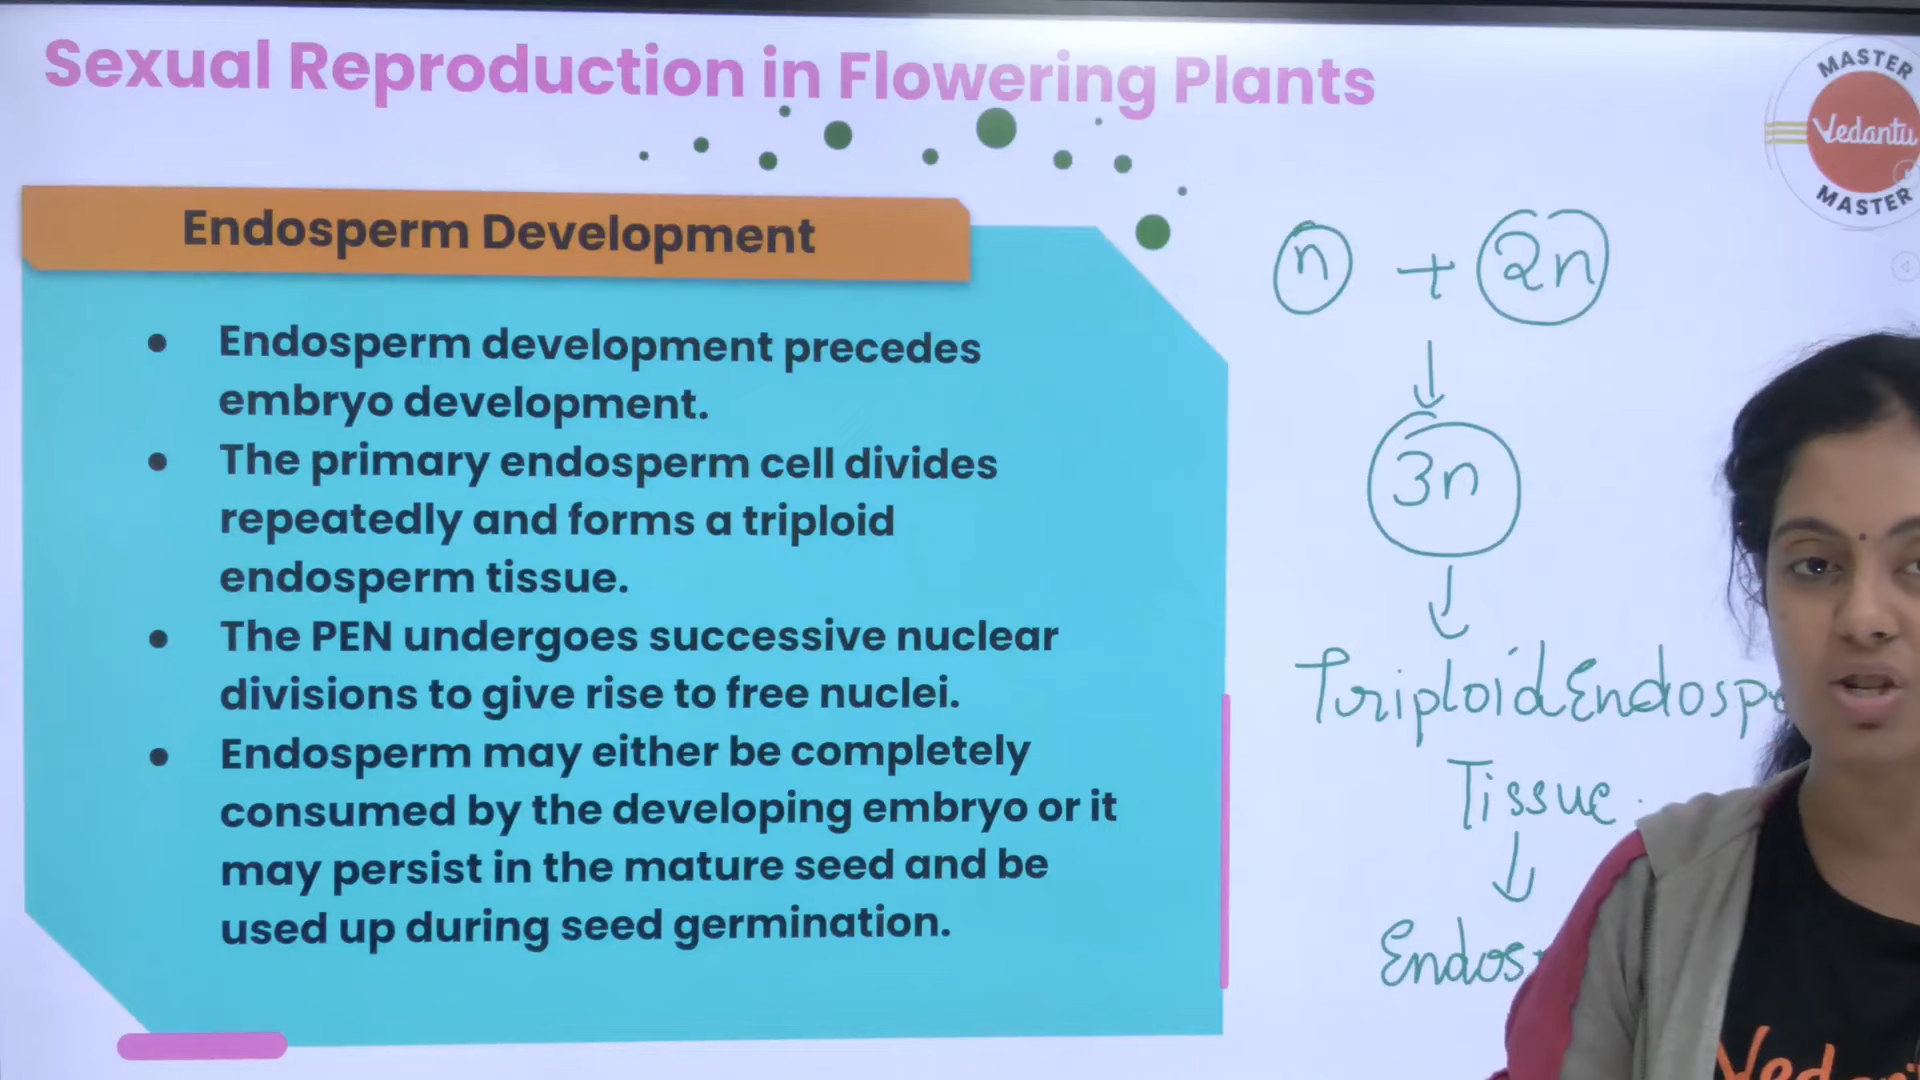 Sexual Reproduction in Flowering Plants
MASTER
Vedantu
MASTER
Endosperm Development
• Endosperm development precedes
embryo development.
• The primary endosperm cell divides
repeatedly and forms a triploid
endosperm tissue.
• The PEN undergoes successive nuclear
divisions to give rise to free nuclei.
• Endosperm may either be completely
consumed by the developing embryo or it
may persist in the mature seed and be
used up during seed germination.
n + 2n
3n
Triploid Endospe
Tissue
Endos